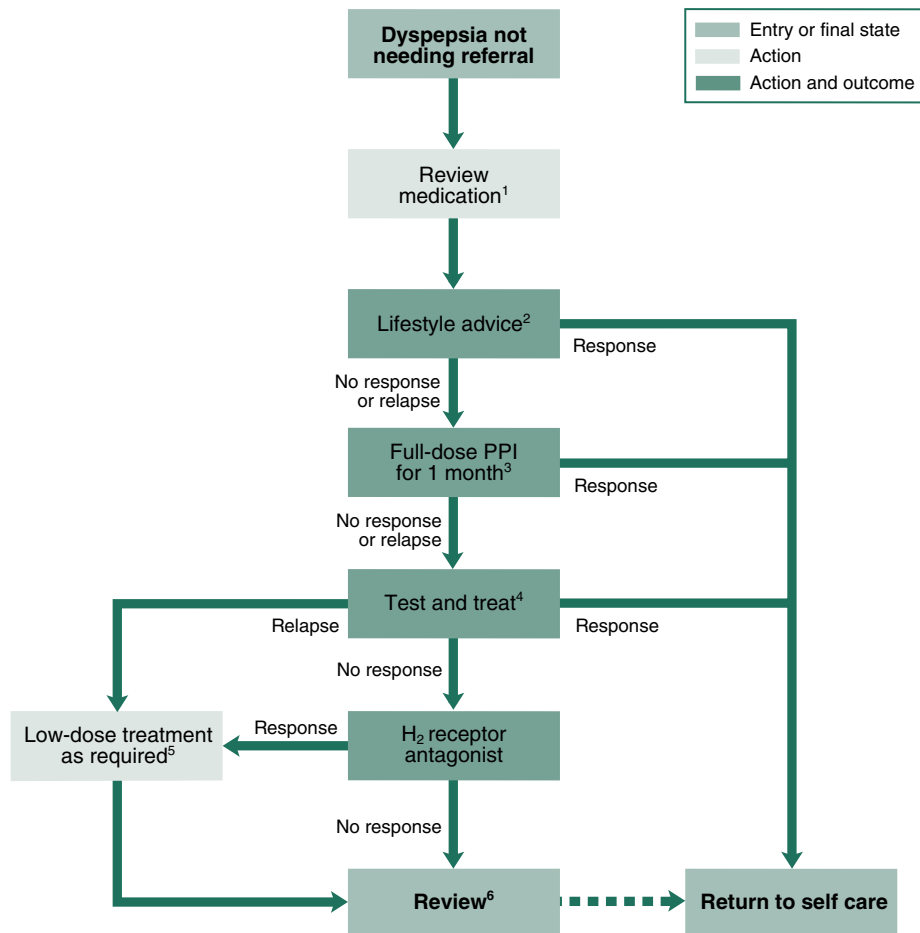 Dyspepsia not
needing referral
Entry or final state
Action
Action and outcome
Review
medication¹
Lifestyle advice²
Response
No response
or relapse
Full-dose PPI
for 1 month³
Response
No response
or relapse
Test and treat⁴
Relapse
Response
No response
Low-dose treatment
as required⁵
Response
H₂ receptor
antagonist
No response
Review⁶
Return to self care